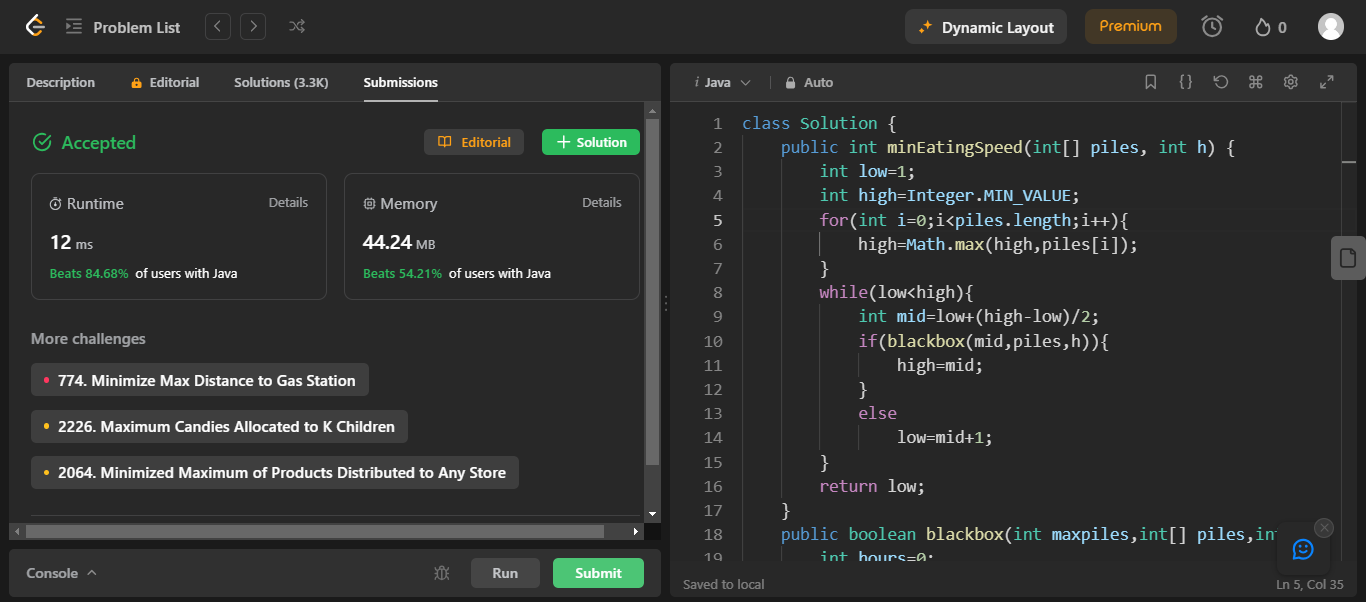 Problem List
Dynamic Layout
Premium
0
Description
Editorial
Solutions (3.3K)
Submissions
Accepted
Editorial
Solution
Runtime
Details
12 ms
Beats 84.68% of users with Java
Memory
Details
44.24 MB
Beats 54.21% of users with Java
More challenges
774. Minimize Max Distance to Gas Station
2226. Maximum Candies Allocated to K Children
2064. Minimized Maximum of Products Distributed to Any Store
Console
Run
Submit
i Java
Auto
1 class Solution {
2 public int minEatingSpeed(int[] piles, int h) {
3 int low=1;
4 int high=Integer.MIN_VALUE;
5 for(int i=0;i<piles.length;i++){
6 high=Math.max(high,piles[i]);
7 }
8 while(low<high){
9 int mid=low+(high-low)/2;
10 if(blackbox(mid,piles,h)){
11 high=mid;
12 }
13 else
14 low=mid+1;
15 }
16 return low;
17 }
18 public boolean blackbox(int maxpiles,int[] piles,in
19 int hours=0;
Saved to local
Ln 5, Col 35